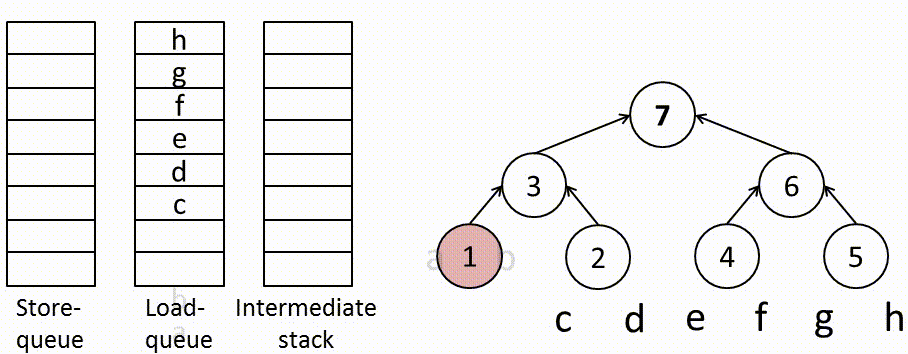 h
g
f
e
d
c
7
3
6
a 1 b
2
4
5
c d e f g h
Store-
queue
b
Load-
queue
a
Intermediate
stack